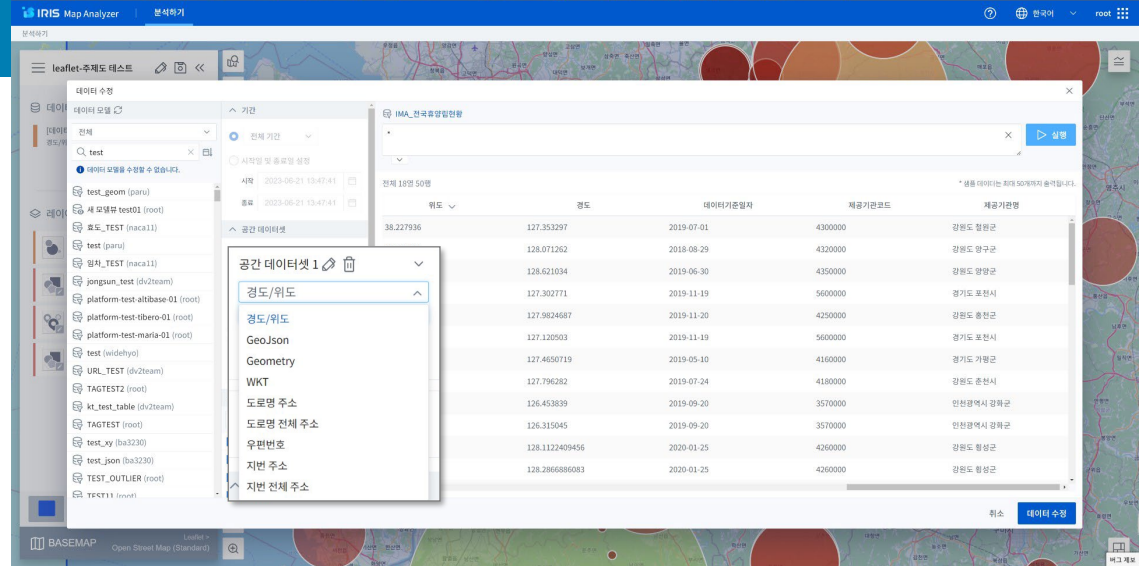 IRIS Map Analyzer
분석하기
한국어
root
분석하기
leaflet-주제도 테스트
데이터 수정
데이터 모델
전체
test
데이터 모델을 수정할 수 없습니다.
test_geom (paru)
새 모델뷰 test01 (root)
효도_TEST (naca11)
test (paru)
임차_TEST (naca11)
jongsun_test (dv2team)
platform-test-altibase-01 (root)
platform-test-tibero-01 (root)
platform-test-maria-01 (root)
test (widehyo)
URL_TEST (dv2team)
TAGTEST2 (root)
kt_test_table (dv2team)
TAGTEST (root)
test_xy (ba3230)
test_json (ba3230)
TEST_OUTLIER (root)
TEST11 (root)
기간
전체 기간
시작일 및 종료일 설정
시작 2023-08-21 13:47:41
종료 2023-08-21 13:47:41
공간 데이터셋
공간 데이터셋 1
경도/위도
경도/위도
GeoJson
Geometry
WKT
도로명 주소
도로명 전체 주소
우편번호
지번 주소
지번 전체 주소
IMA_전국휴양림현황
*
실행
전체 18열 50행
* 샘플 데이터는 최대 50개까지 출력됩니다.
위도 경도 데이터기준일자 제공기관코드 제공기관명
38.227936 127.353297 2019-07-01 4300000 강원도 철원군
128.071262 2018-08-29 4320000 강원도 양구군
128.621034 2019-06-30 4350000 강원도 양양군
127.302771 2019-11-19 5600000 경기도 포천시
127.9824687 2019-11-20 4250000 강원도 홍천군
127.120503 2019-11-19 5600000 경기도 포천시
127.4650719 2019-05-10 4160000 경기도 가평군
127.796282 2019-07-24 4180000 강원도 춘천시
126.453839 2019-09-20 3570000 인천광역시 강화군
126.315045 2019-09-20 3570000 인천광역시 강화군
128.1122409456 2020-01-25 4260000 강원도 횡성군
128.2866886083 2020-01-25 4260000 강원도 횡성군
취소
데이터 수정
BASEMAP
Leaflet >
Open Street Map (Standard)
버그 제보